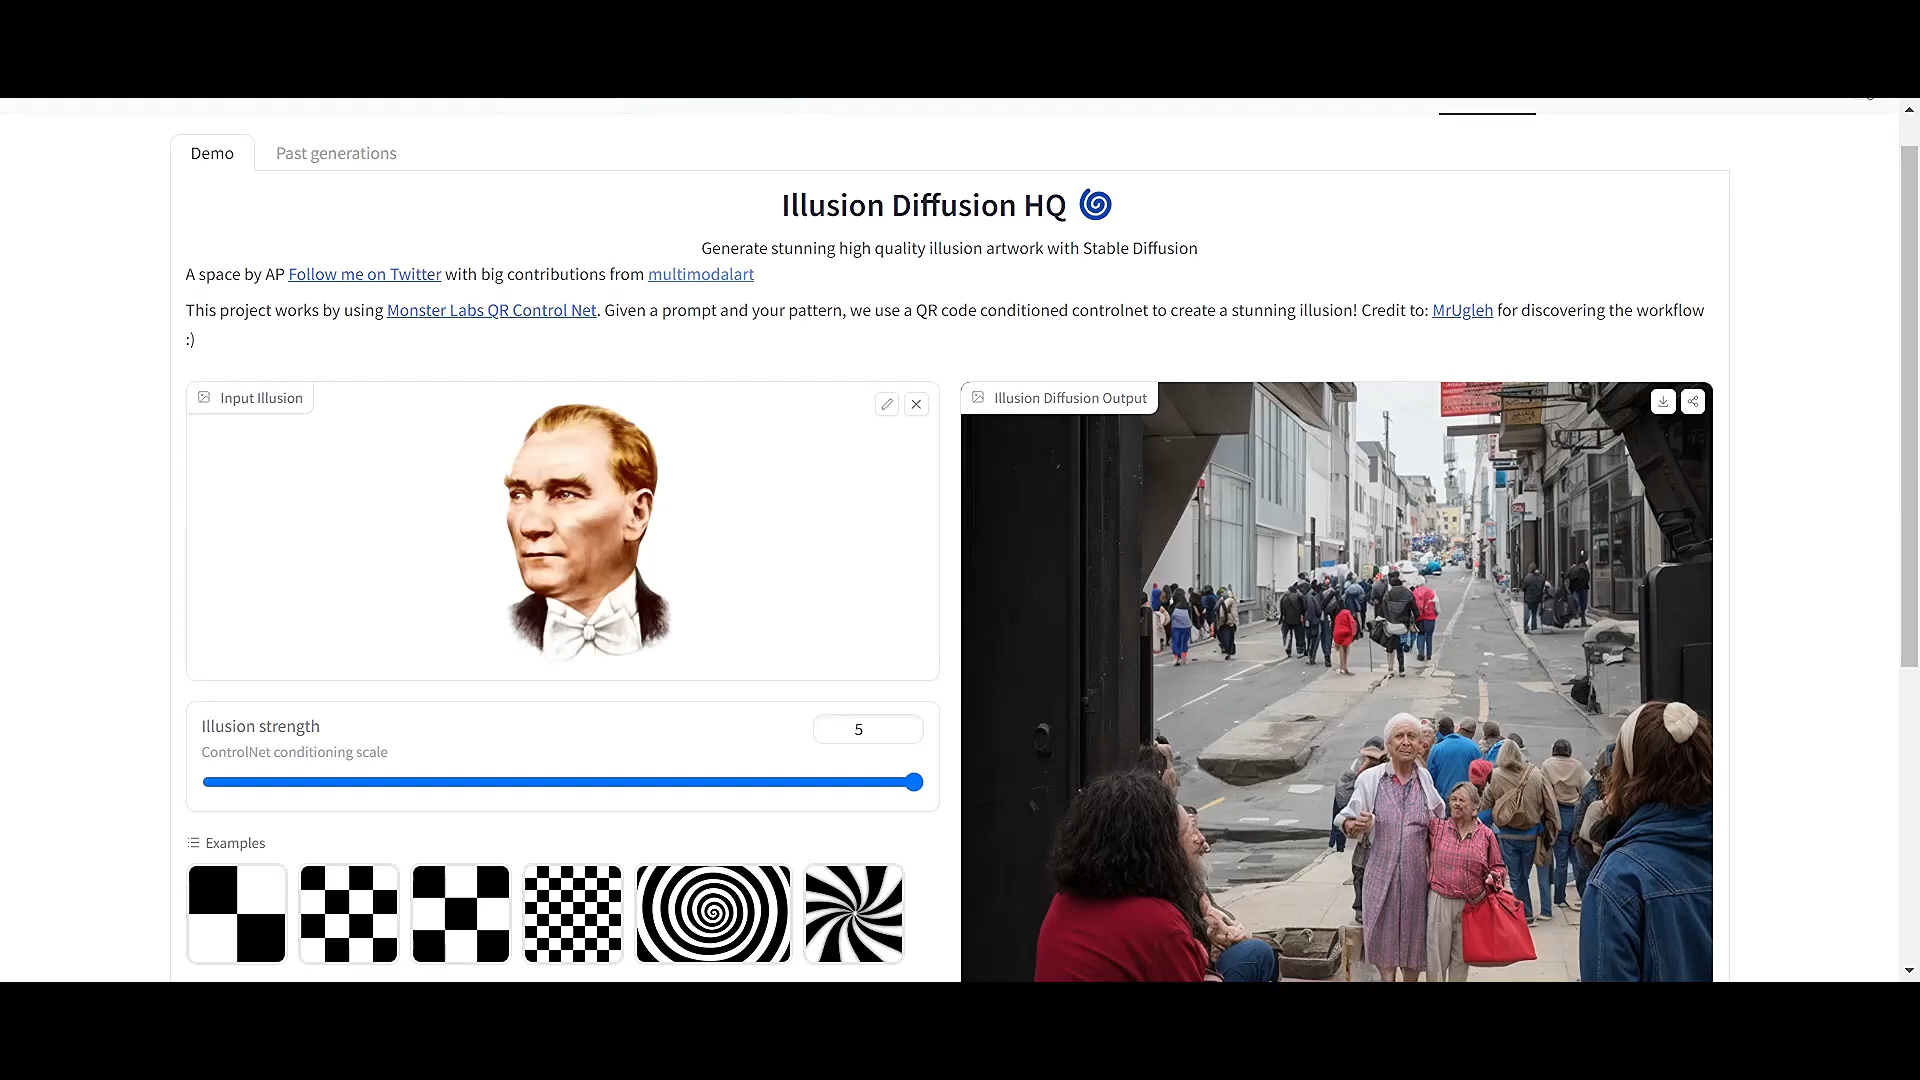 Demo
Past generations
Illusion Diffusion HQ
Generate stunning high quality illusion artwork with Stable Diffusion
A space by AP Follow me on Twitter with big contributions from multimodalart
This project works by using Monster Labs QR Control Net. Given a prompt and your pattern, we use a QR code conditioned controlnet to create a stunning illusion! Credit to: MrUgleh for discovering the workflow
:)
Input Illusion
Illusion Diffusion Output
Illusion strength
5
ControlNet conditioning scale
Examples